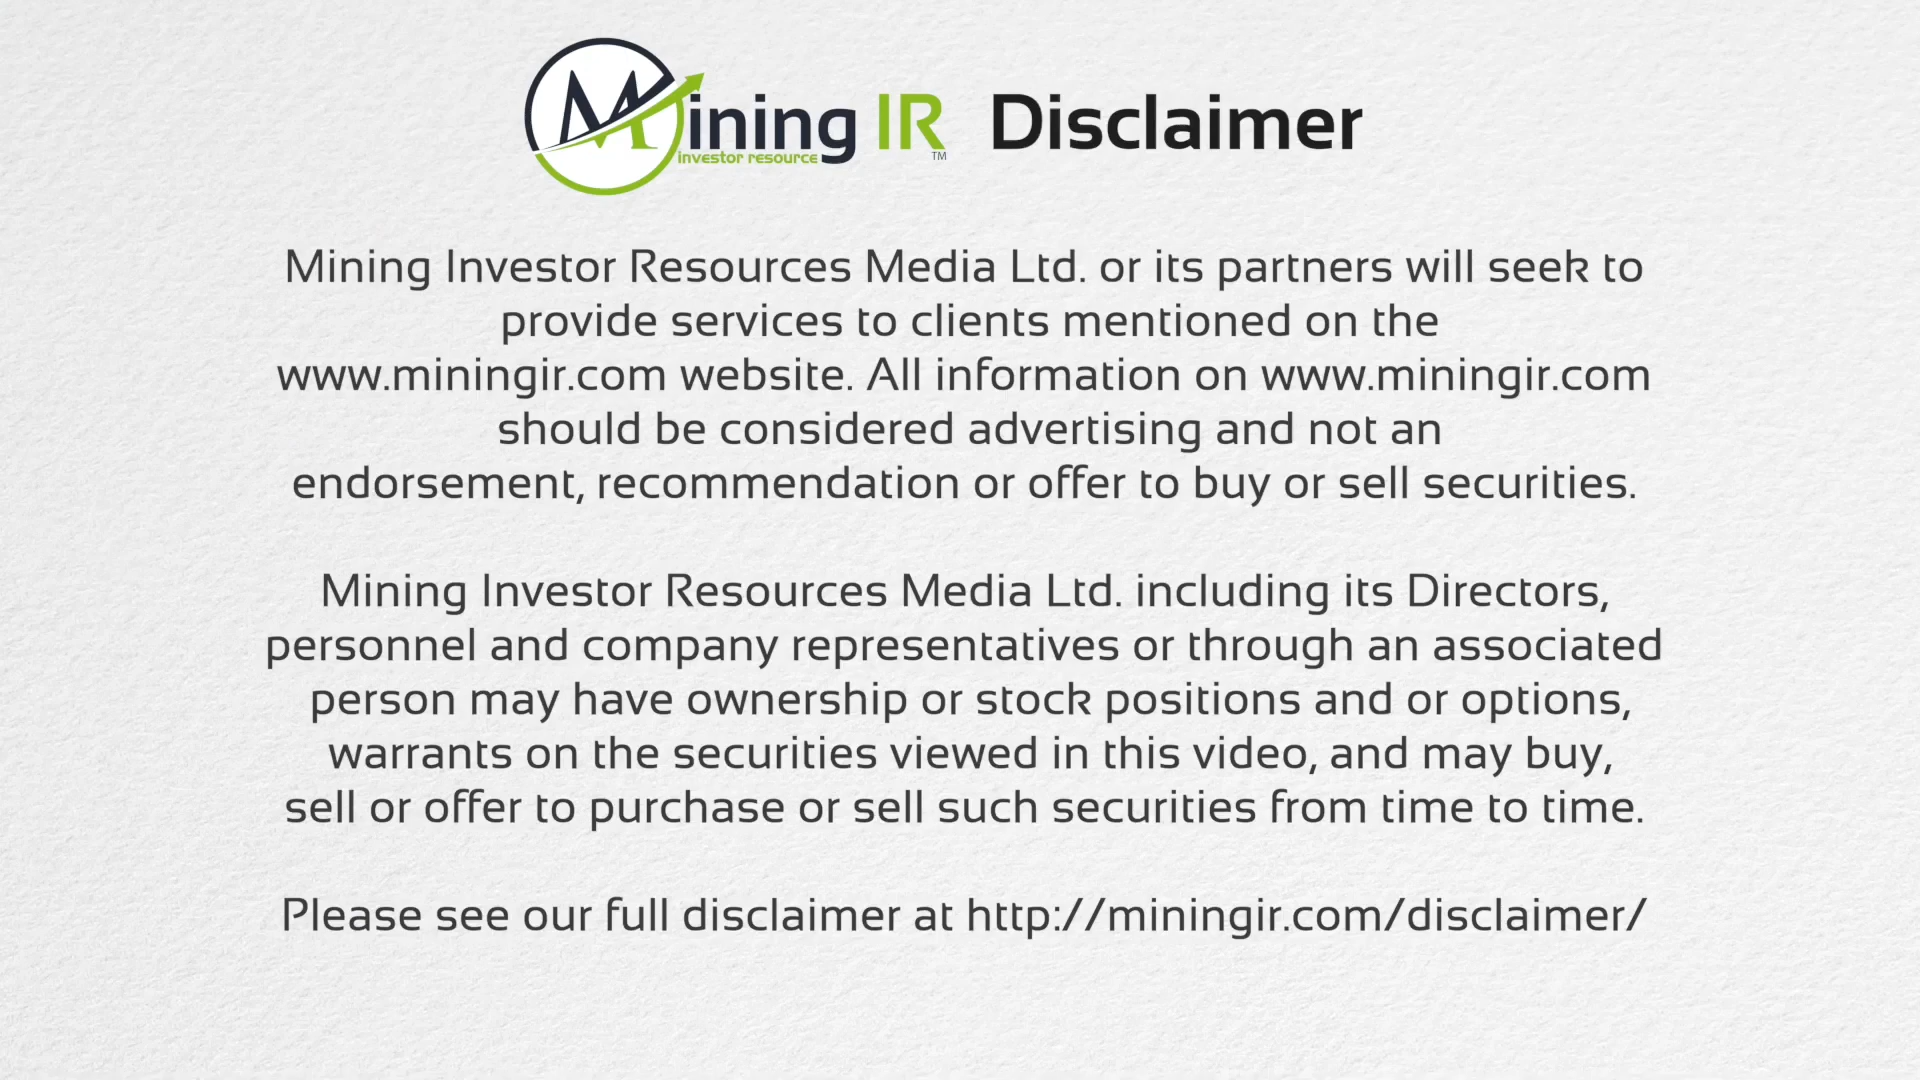 Mining IR Disclaimer
investor resource TM
Mining Investor Resources Media Ltd. or its partners will seek to
provide services to clients mentioned on the
www.miningir.com website. All information on www.miningir.com
should be considered advertising and not an
endorsement, recommendation or offer to buy or sell securities.
Mining Investor Resources Media Ltd. including its Directors,
personnel and company representatives or through an associated
person may have ownership or stock positions and or options,
warrants on the securities viewed in this video, and may buy,
sell or offer to purchase or sell such securities from time to time.
Please see our full disclaimer at http://miningir.com/disclaimer/